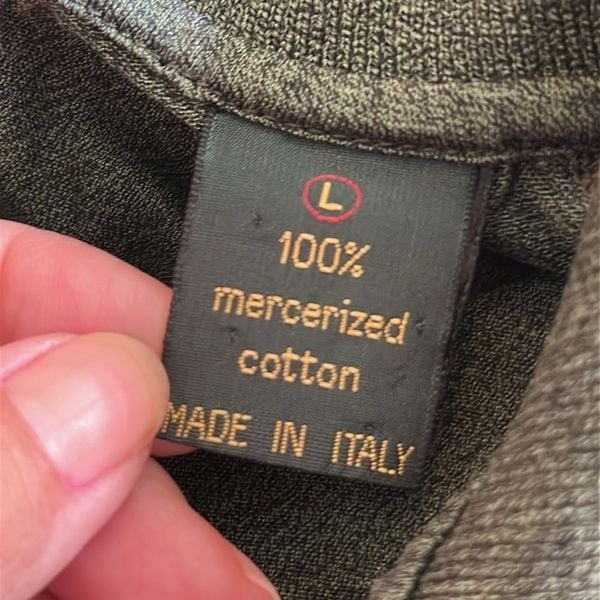 L
100%
mercerized
cotton
MADE IN ITALY